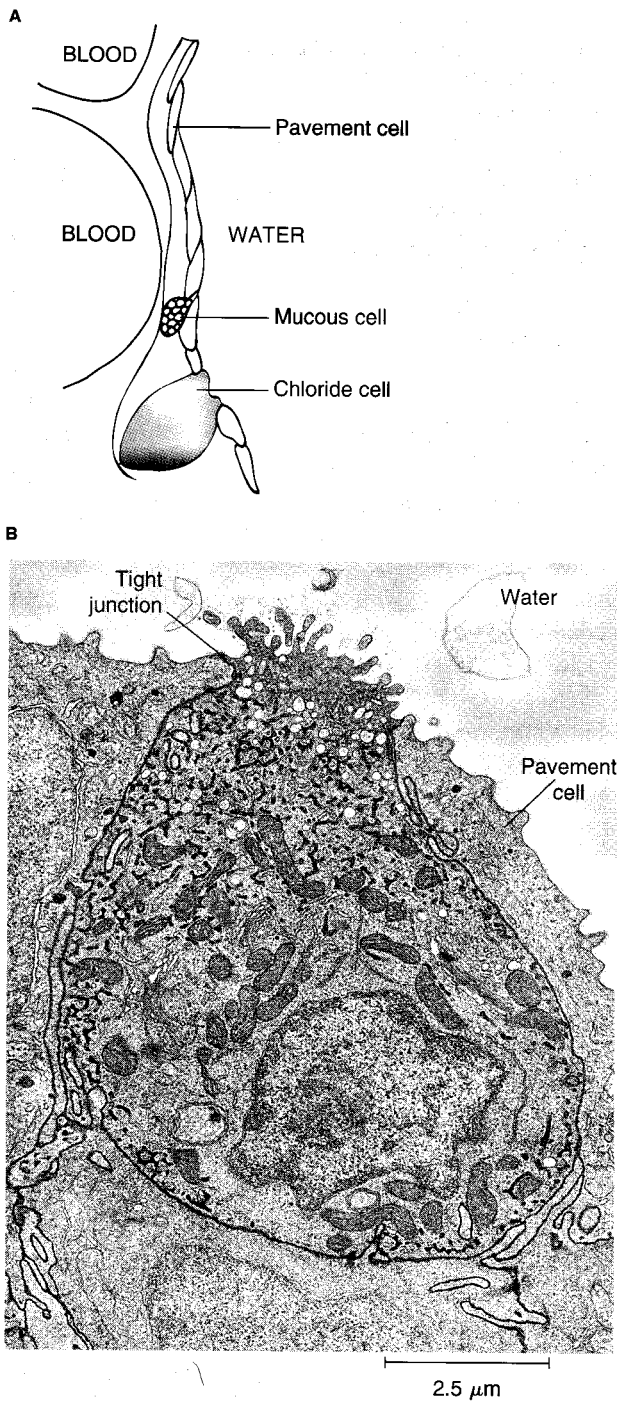 A
BLOOD
Pavement cell
BLOOD
WATER
Mucous cell
Chloride cell
B
Tight
junction
Water
Pavement
cell
2.5 μm